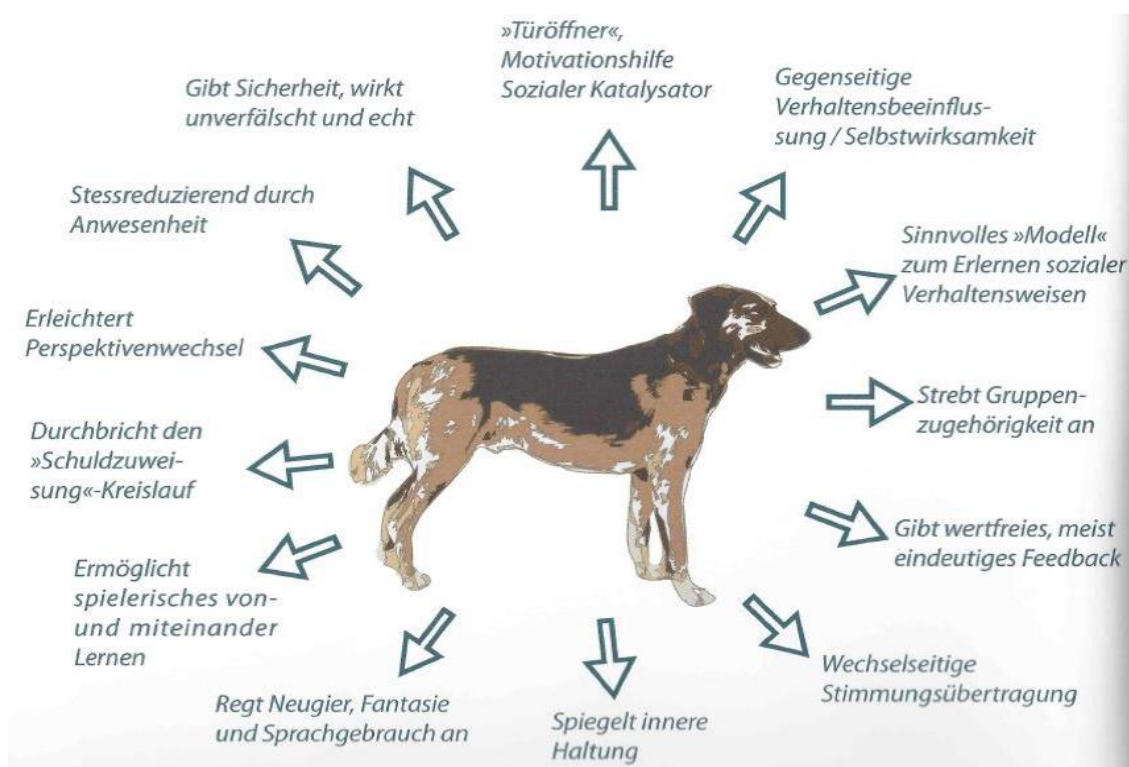 »Türöffner«,
Motivationshilfe
Sozialer Katalysator
Gegenseitige
Verhaltensbeeinflus-
sung / Selbstwirksamkeit
Sinnvolles »Modell«
zum Erlernen sozialer
Verhaltensweisen
Strebt Gruppen-
zugehörigkeit an
Gibt wertfreies, meist
eindeutiges Feedback
Wechselseitige
Stimmungsübertragung
Spiegelt innere
Haltung
Regt Neugier, Fantasie
und Sprachgebrauch an
Ermöglicht
spielerisches von-
und miteinander
Lernen
Durchbricht den
»Schuldzuwei-
sung«-Kreislauf
Erleichtert
Perspektivenwechsel
Stressreduzierend durch
Anwesenheit
Gibt Sicherheit, wirkt
unverfälscht und echt